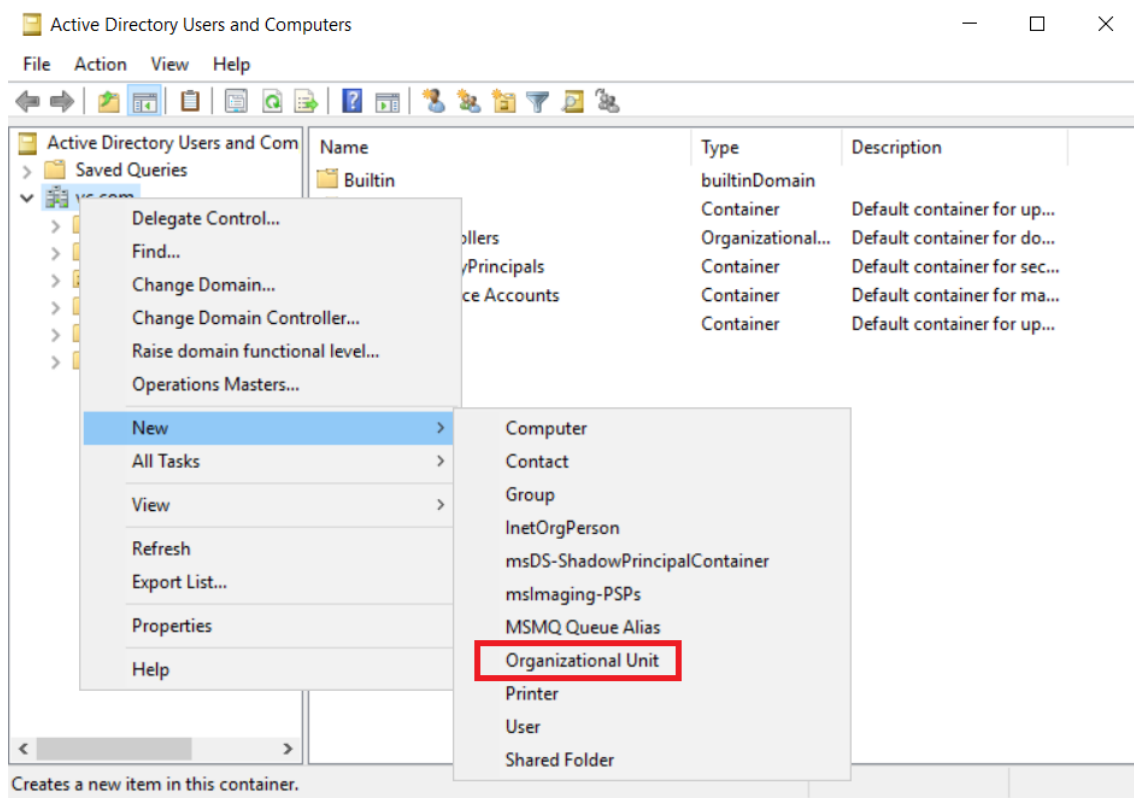 Active Directory Users and Computers
File Action View Help
Active Directory Users and Com
Saved Queries
Name Type Description
Builtin builtinDomain
Container Default container for up...
ollers Organizational... Default container for do...
yPrincipals Container Default container for sec...
ce Accounts Container Default container for ma...
Container Default container for up...
Delegate Control...
Find...
Change Domain...
Change Domain Controller...
Raise domain functional level...
Operations Masters...
New
All Tasks
View
Refresh
Export List...
Properties
Help
Computer
Contact
Group
InetOrgPerson
msDS-ShadowPrincipalContainer
msImaging-PSPs
MSMQ Queue Alias
Organizational Unit
Printer
User
Shared Folder
Creates a new item in this container.